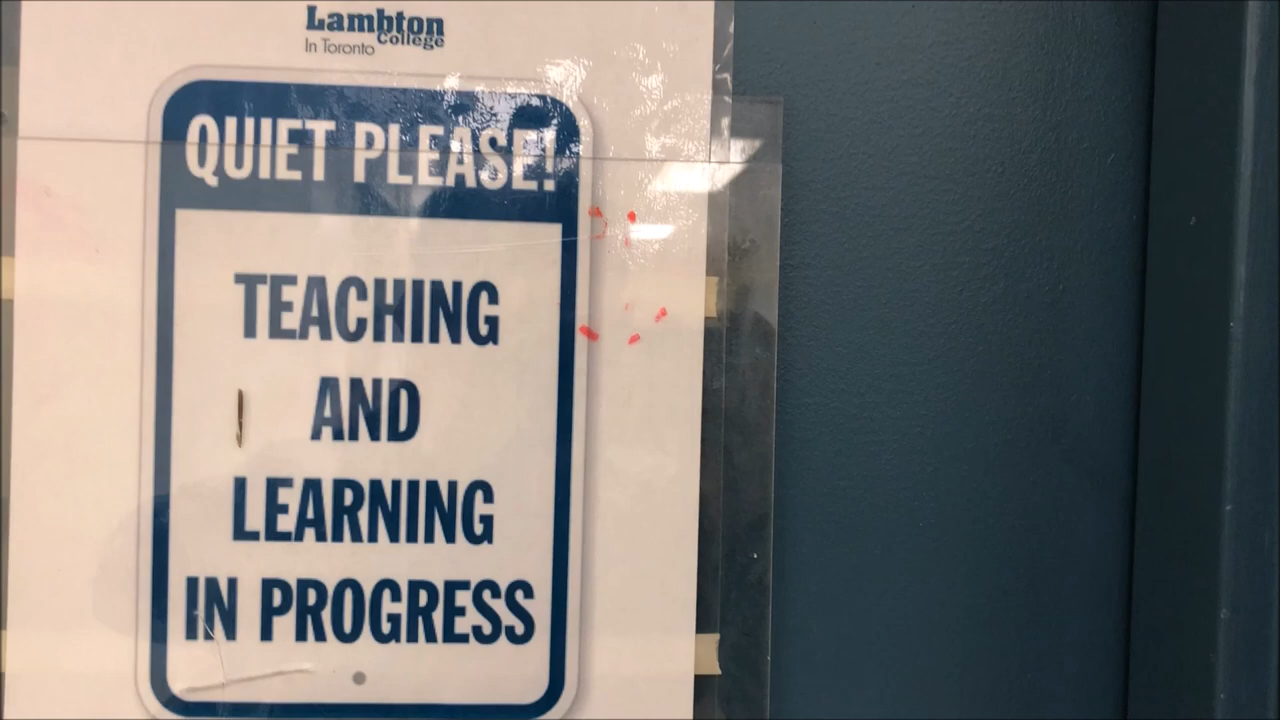 Lambton
College
In Toronto
QUIET PLEASE!
TEACHING
AND
LEARNING
IN PROGRESS